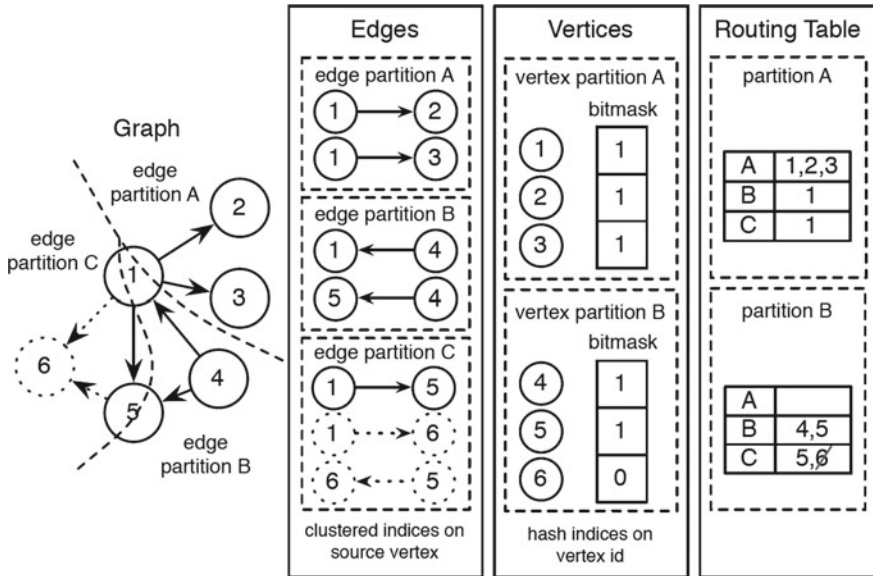 Graph
edge
partition A
2
edge
partition C
1
3
6
4
5
edge
partition B
Edges
edge partition A
1 2
1 3
edge partition B
1 4
5 4
edge partition C
1 5
1 6
6 5
clustered indices on
source vertex
Vertices
vertex partition A
bitmask
1 1
2 1
3 1
vertex partition B
bitmask
4 1
5 1
6 0
hash indices on
vertex id
Routing Table
partition A
A 1,2,3
B 1
C 1
partition B
A
B 4,5
C 5,6